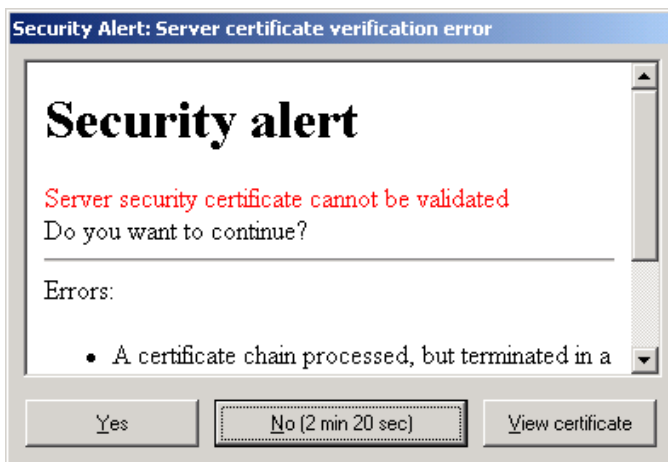 Security Alert: Server certificate verification error
Security alert
Server security certificate cannot be validated
Do you want to continue?
Errors:
• A certificate chain processed, but terminated in a
Yes
No (2 min 20 sec)
View certificate